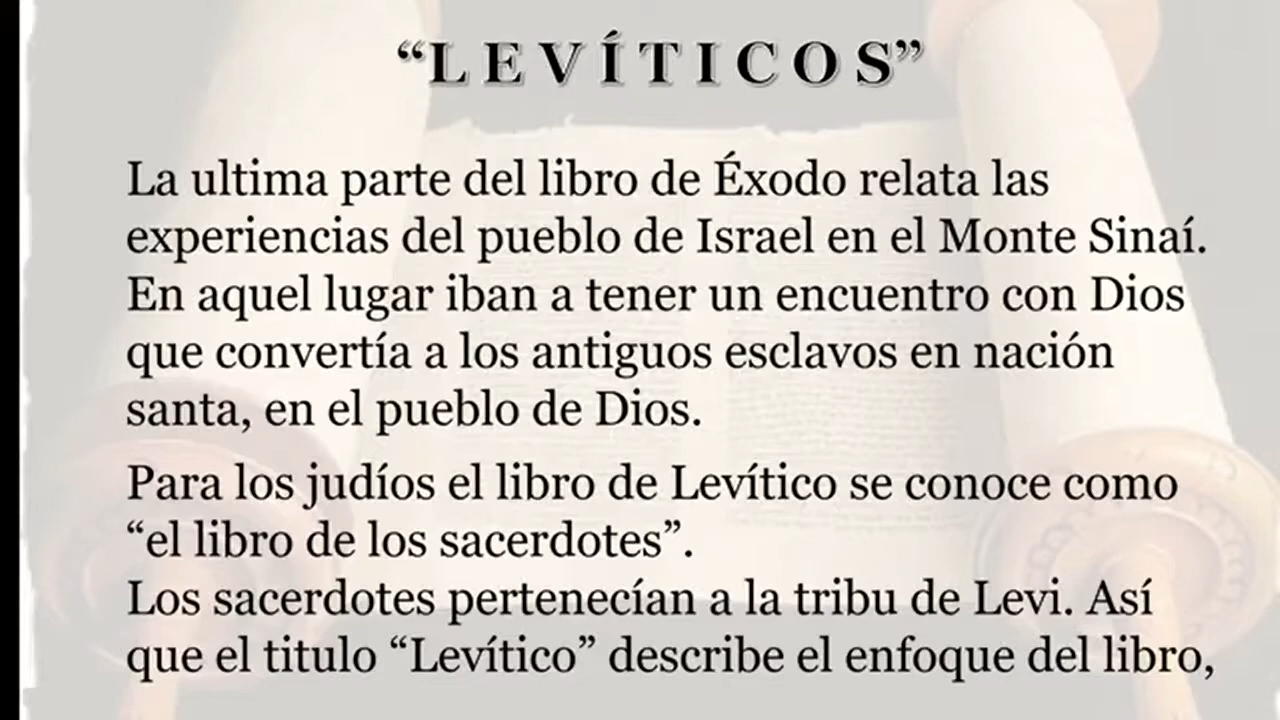 “LEVÍTICOS”
La ultima parte del libro de Éxodo relata las
experiencias del pueblo de Israel en el Monte Sinaí.
En aquel lugar iban a tener un encuentro con Dios
que convertía a los antiguos esclavos en nación
santa, en el pueblo de Dios.
Para los judíos el libro de Levítico se conoce como
“el libro de los sacerdotes”.
Los sacerdotes pertenecían a la tribu de Levi. Así
que el titulo “Levítico” describe el enfoque del libro,